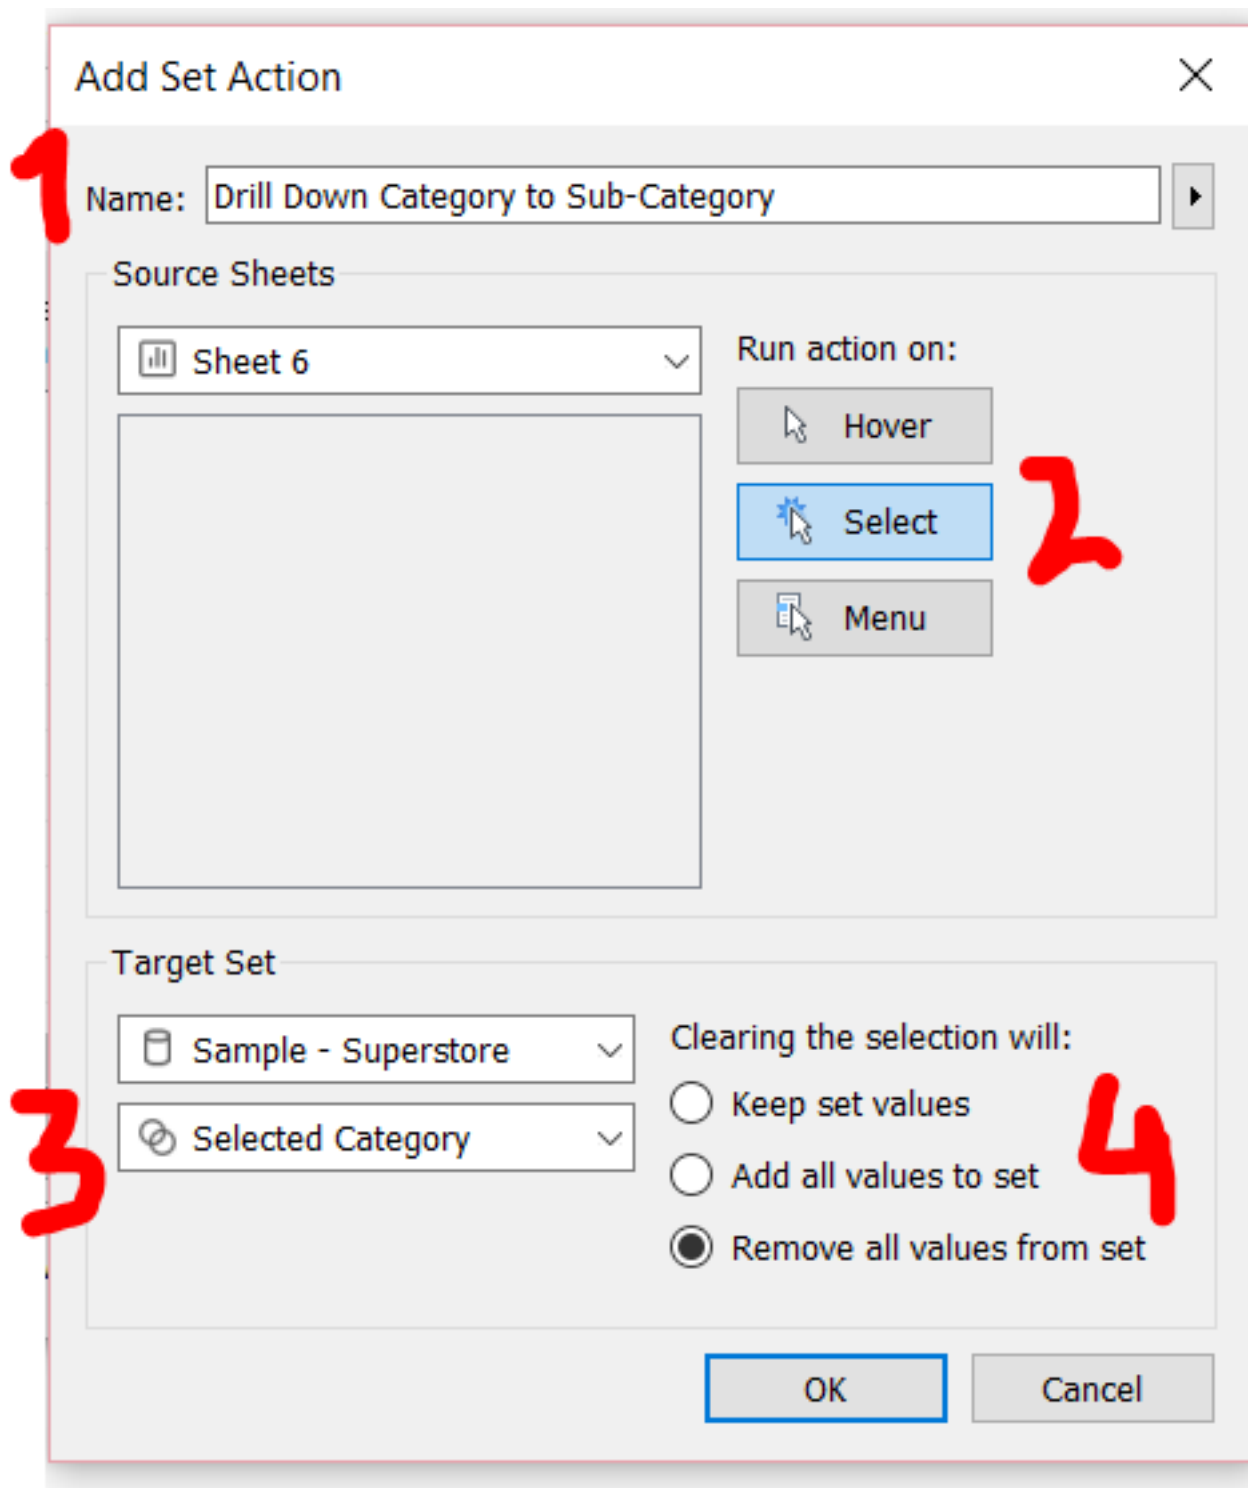 Add Set Action
1
Name: Drill Down Category to Sub-Category
Source Sheets
Sheet 6
Run action on:
Hover
Select
2
Menu
Target Set
Sample - Superstore
Clearing the selection will:
3
Selected Category
Keep set values
Add all values to set
Remove all values from set
4
OK
Cancel